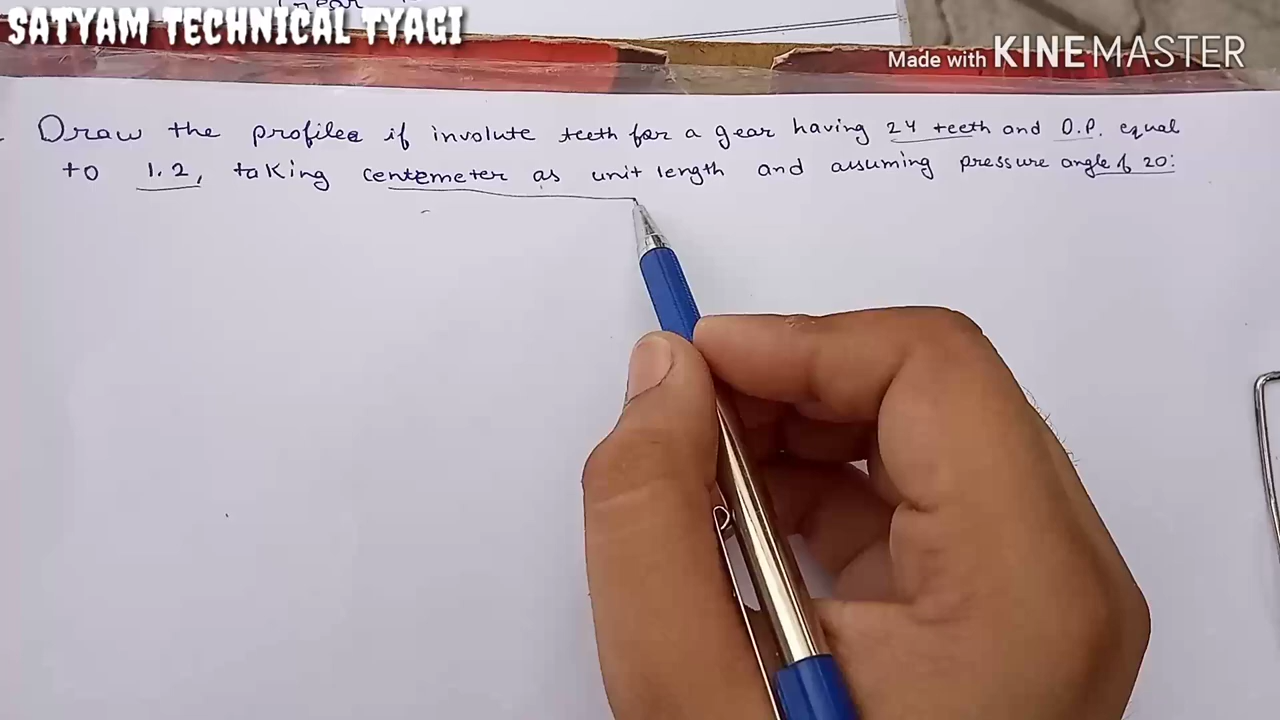 SATYAM TECHNICAL TYAGI
Made with KINEMASTER
Draw the profilea if involute teeth for a gear having 24 teeth and D.P. equal
to 1.2, taking centemeter as unit length and assuming pressure angle of 20: